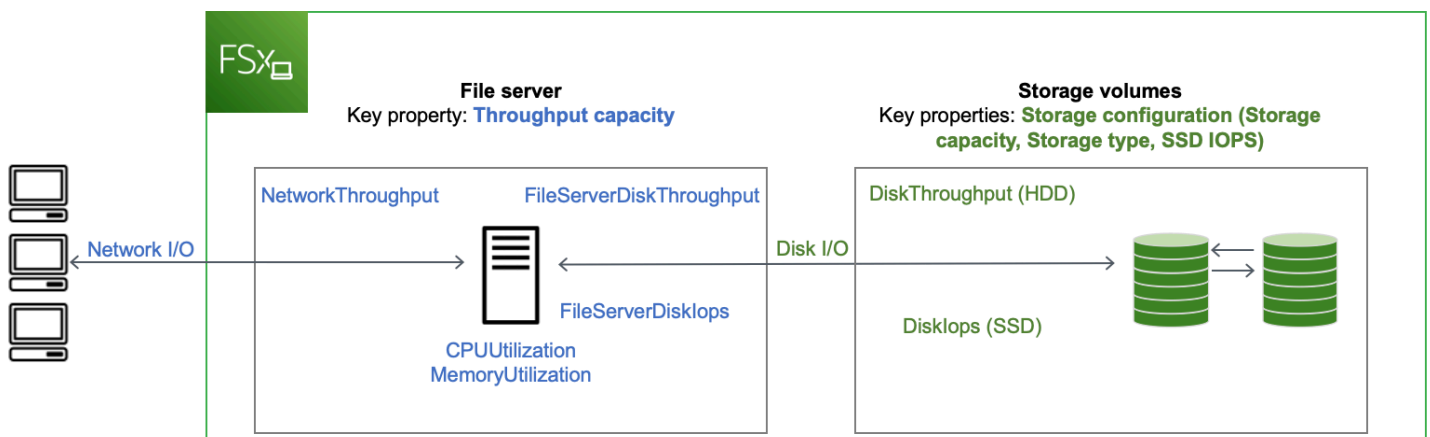 FSx
File server
Key property: Throughput capacity
Storage volumes
Key properties: Storage configuration (Storage
capacity, Storage type, SSD IOPS)
NetworkThroughput
FileServerDiskThroughput
DiskThroughput (HDD)
Network I/O
Disk I/O
FileServerDiskIops
DiskIops (SSD)
CPUUtilization
MemoryUtilization